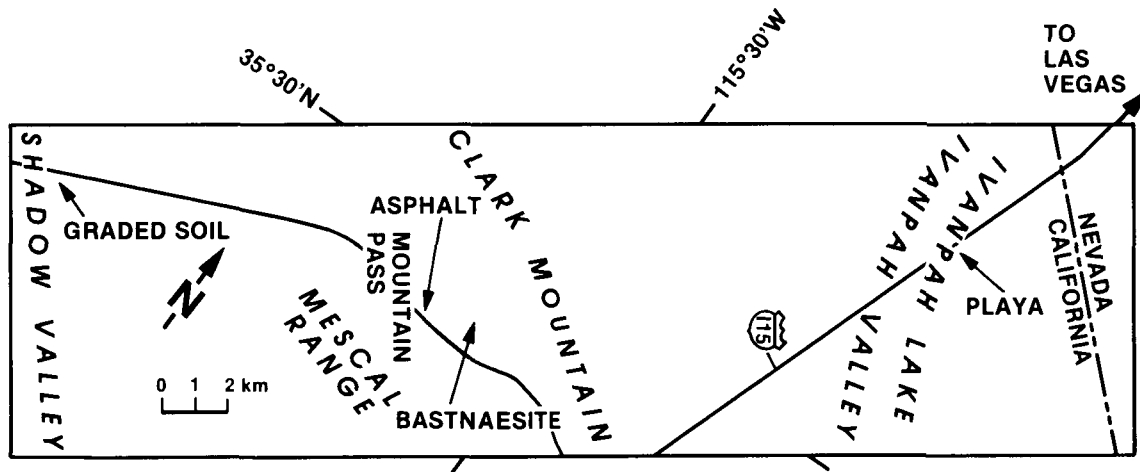 35°30'N
115°30'W
TO
LAS
VEGAS
SHADOW VALLEY
GRADED SOIL
N
0 1 2 km
MESCAL
RANGE
MOUNTAIN
PASS
ASPHALT
BASTNAESITE
CLARK MOUNTAIN
I15
IVANPAH VALLEY
IVANPAH LAKE
PLAYA
NEVADA
CALIFORNIA